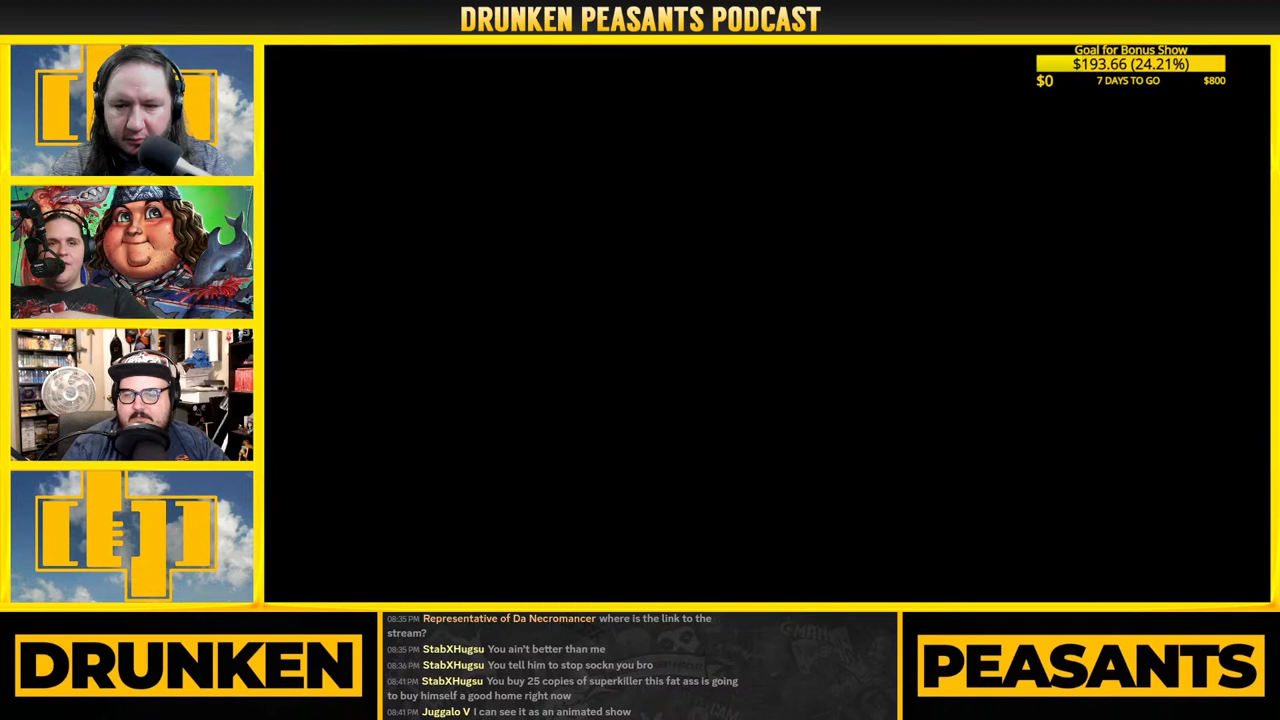 DRUNKEN PEASANTS PODCAST
Goal for Bonus Show
$193.66 (24.21%)
$0 7 DAYS TO GO $800
08:35 PM Representative of Da Necromancer where is the link to the
stream?
08:35 PM StabXHugsu You ain't better than me
08:36 PM StabXHugsu You tell him to stop sockn you bro
08:41 PM StabXHugsu You buy 25 copies of superkiller this fat ass is going
to buy himself a good home right now
08:41 PM Juggalo V I can see it as an animated show
DRUNKEN
PEASANTS